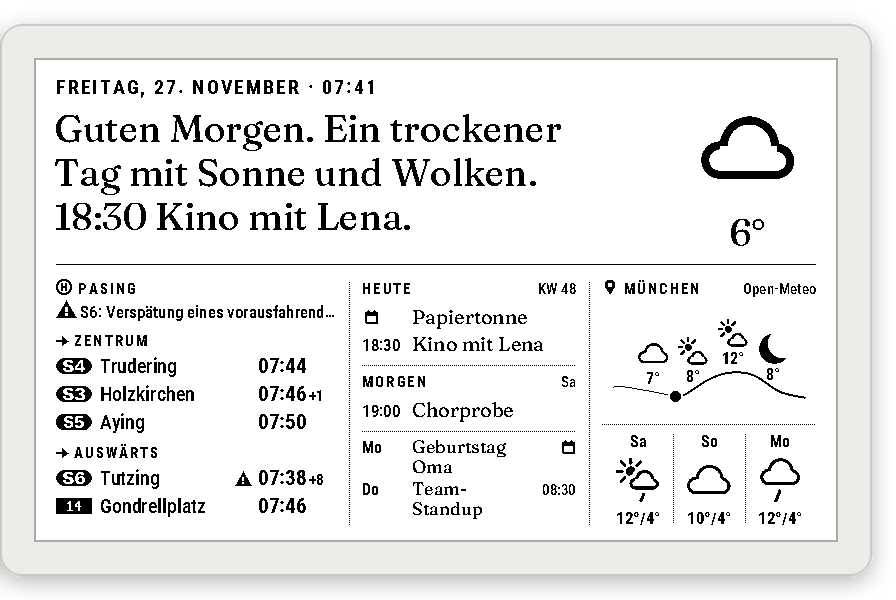 FREITAG, 27. NOVEMBER · 07:41
Guten Morgen. Ein trockener
Tag mit Sonne und Wolken.
18:30 Kino mit Lena.
6°
H PASING
S6: Verspätung eines vorausfahrend…
→ ZENTRUM
S4 Trudering 07:44
S3 Holzkirchen 07:46 +1
S5 Aying 07:50
→ AUSWÄRTS
S6 Tutzing 07:38 +8
14 Gondrellplatz 07:46
HEUTE KW 48
Papiertonne
18:30 Kino mit Lena
MORGEN Sa
19:00 Chorprobe
Mo Geburtstag
Oma
Do Team- 08:30
Standup
MÜNCHEN Open-Meteo
7° 8° 12° 8°
Sa So Mo
12°/4° 10°/4° 12°/4°